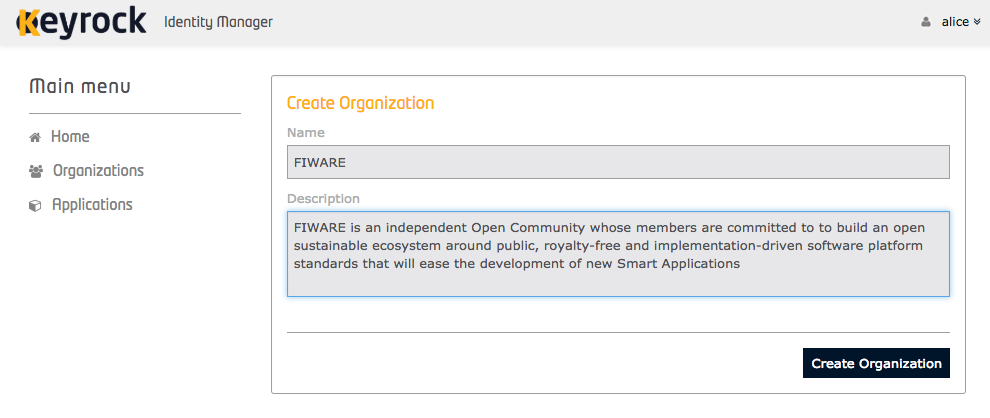 Keyrock Identity Manager
alice
Main menu
Home
Organizations
Applications
Create Organization
Name
FIWARE
Description
FIWARE is an independent Open Community whose members are committed to to build an open
sustainable ecosystem around public, royalty-free and implementation-driven software platform
standards that will ease the development of new Smart Applications
Create Organization